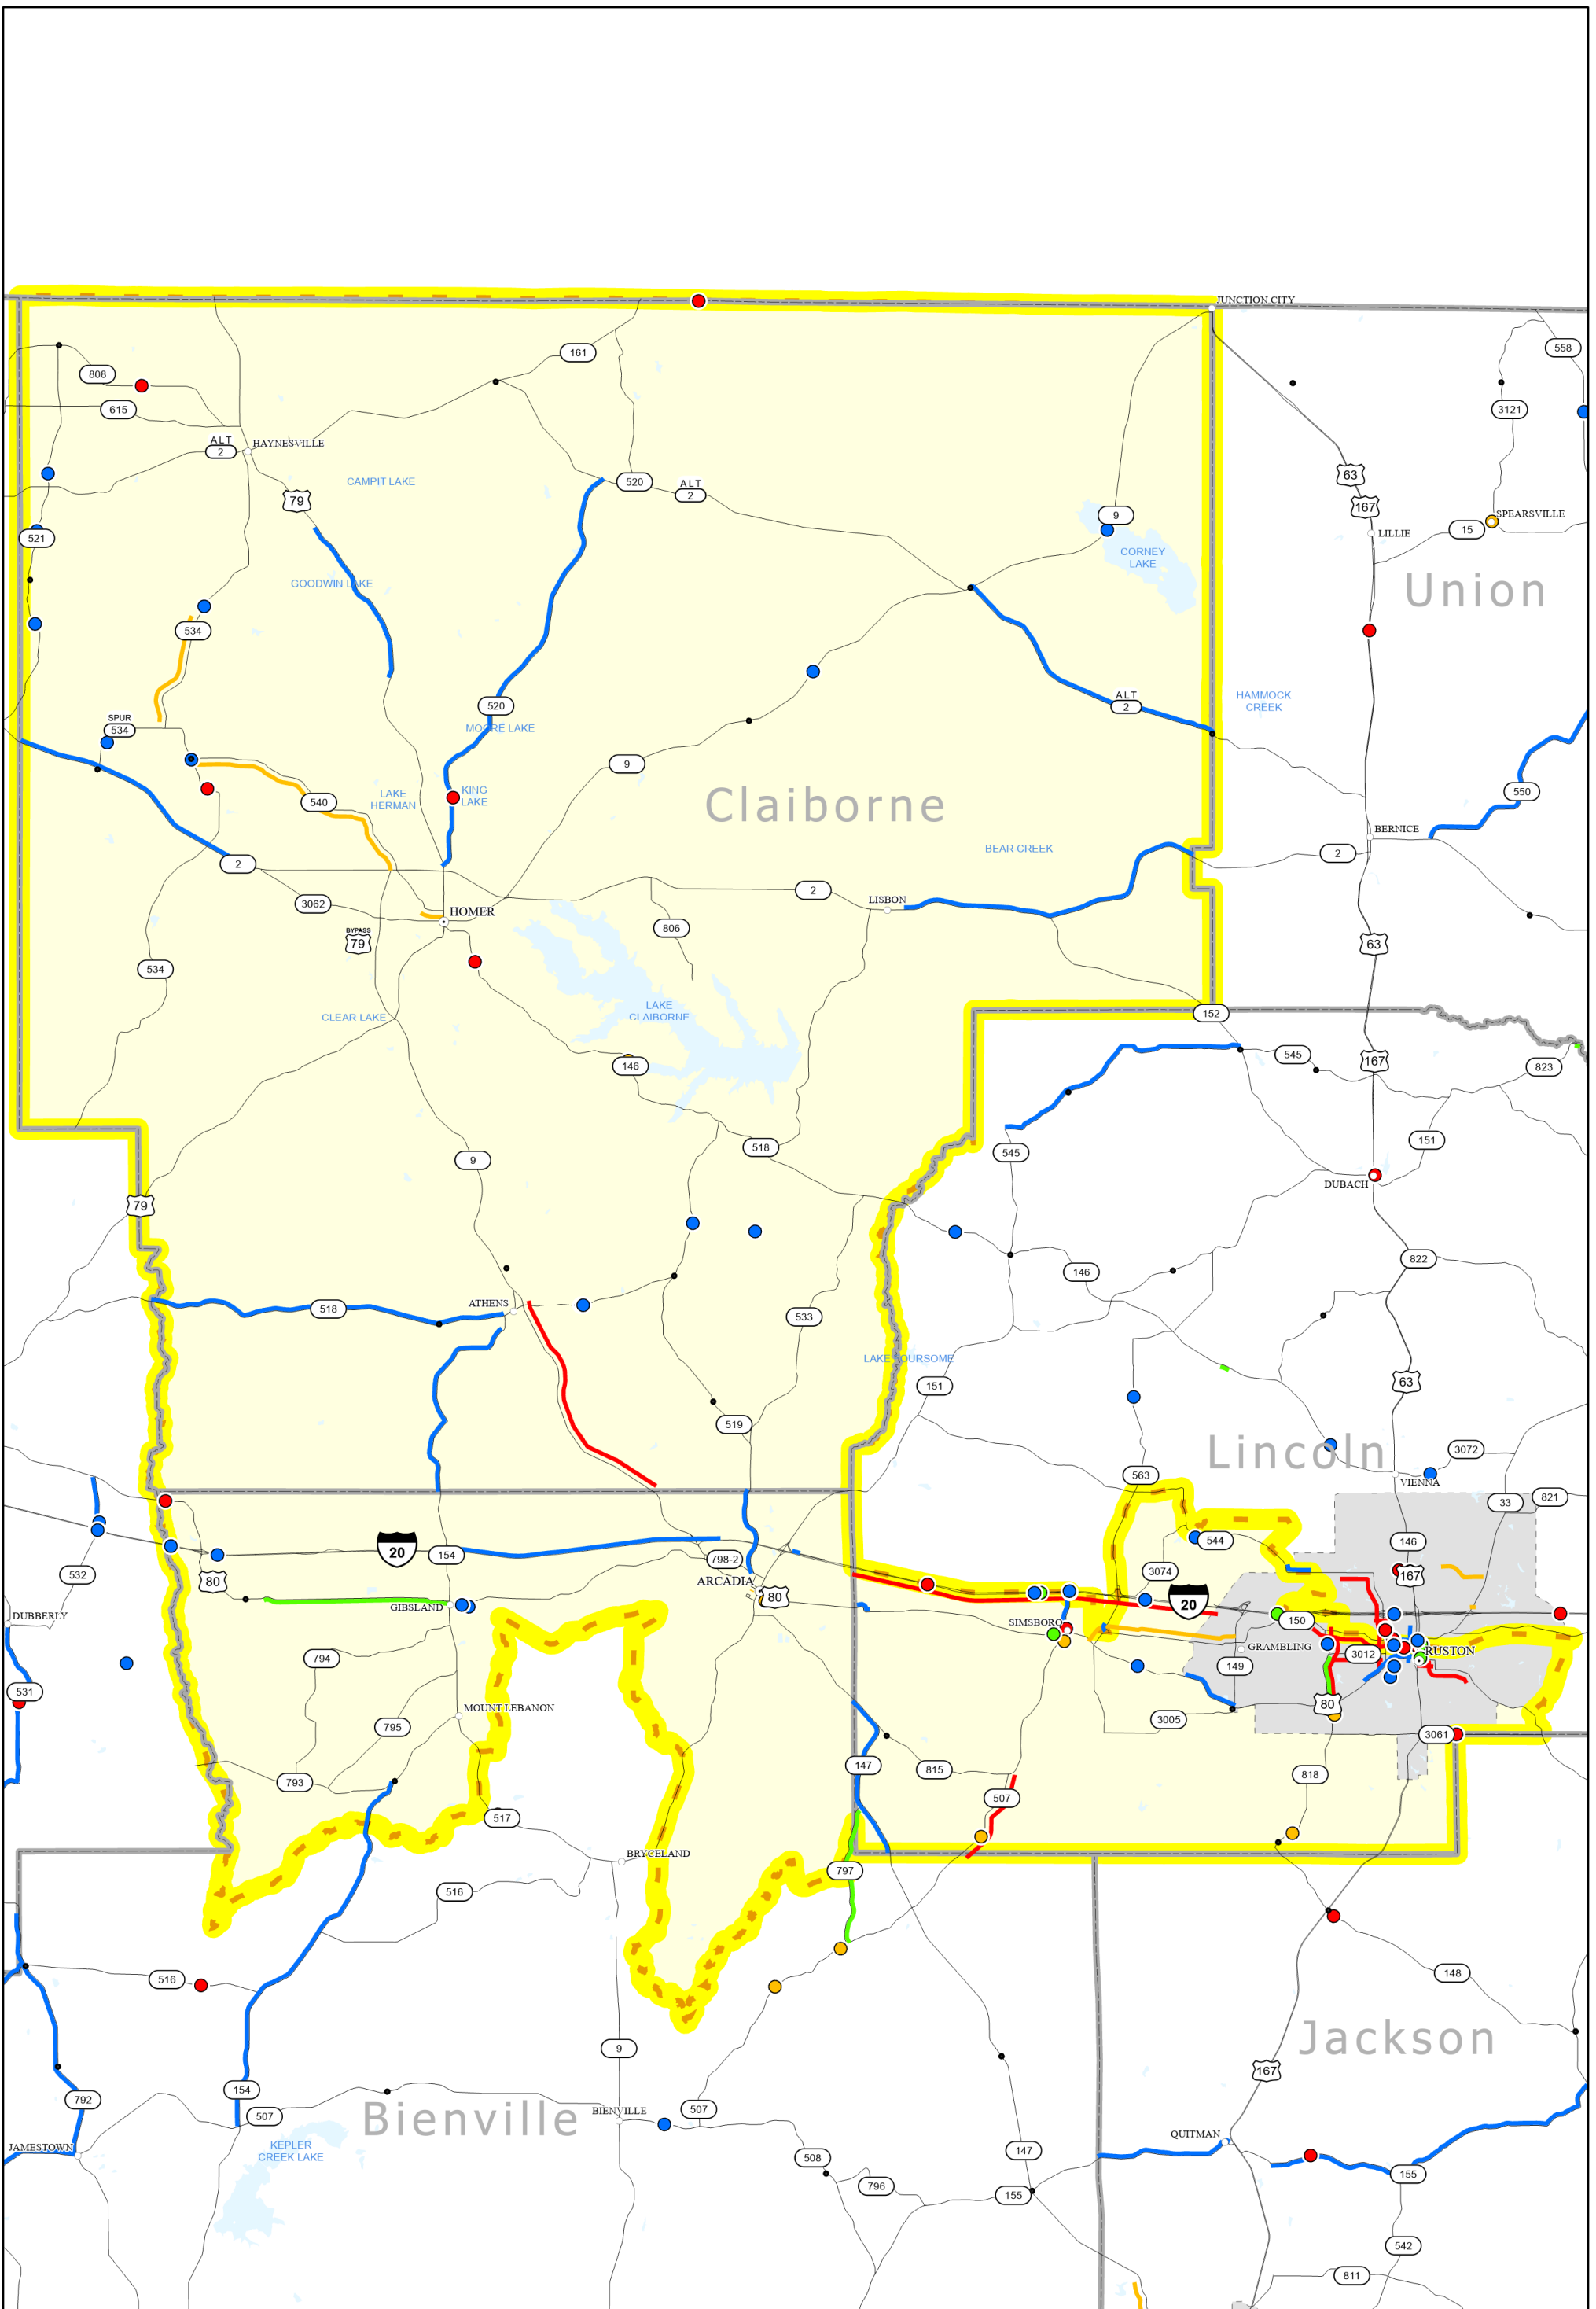 JUNCTION CITY
161
558
808
615
3121
ALT
2
HAYNESVILLE
CAMPIT LAKE
520
ALT
2
63
79
167
9
SPEARSVILLE
15
LILLIE
521
CORNEY
LAKE
GOODWIN LAKE
Union
534
HAMMOCK
CREEK
ALT
2
520
SPUR
534
MOORE LAKE
9
LAKE
HERMAN
KING
LAKE
550
540
Claiborne
BERNICE
BEAR CREEK
2
2
2
LISBON
3062
HOMER
806
BYPASS
79
63
534
LAKE
CLAIBORNE
CLEAR LAKE
152
545
167
823
146
151
518
545
9
DUBACH
79
822
146
ATHENS
518
533
LAKE FOURSOME
63
151
519
Lincoln
3072
563
VIENNA
821
33
544
146
20
154
798-2
3074
167
532
80
ARCADIA
80
20
GIBSLAND
DUBBERLY
SIMSBORO
150
GRAMBLING
3012
RUSTON
794
149
531
80
MOUNT LEBANON
795
3005
3061
147
815
818
793
507
517
BRYCELAND
797
516
516
148
Jackson
9
167
154
792
507
507
Bienville
BIENVILLE
QUITMAN
JAMESTOWN
KEPLER
CREEK LAKE
147
508
155
796
155
542
811